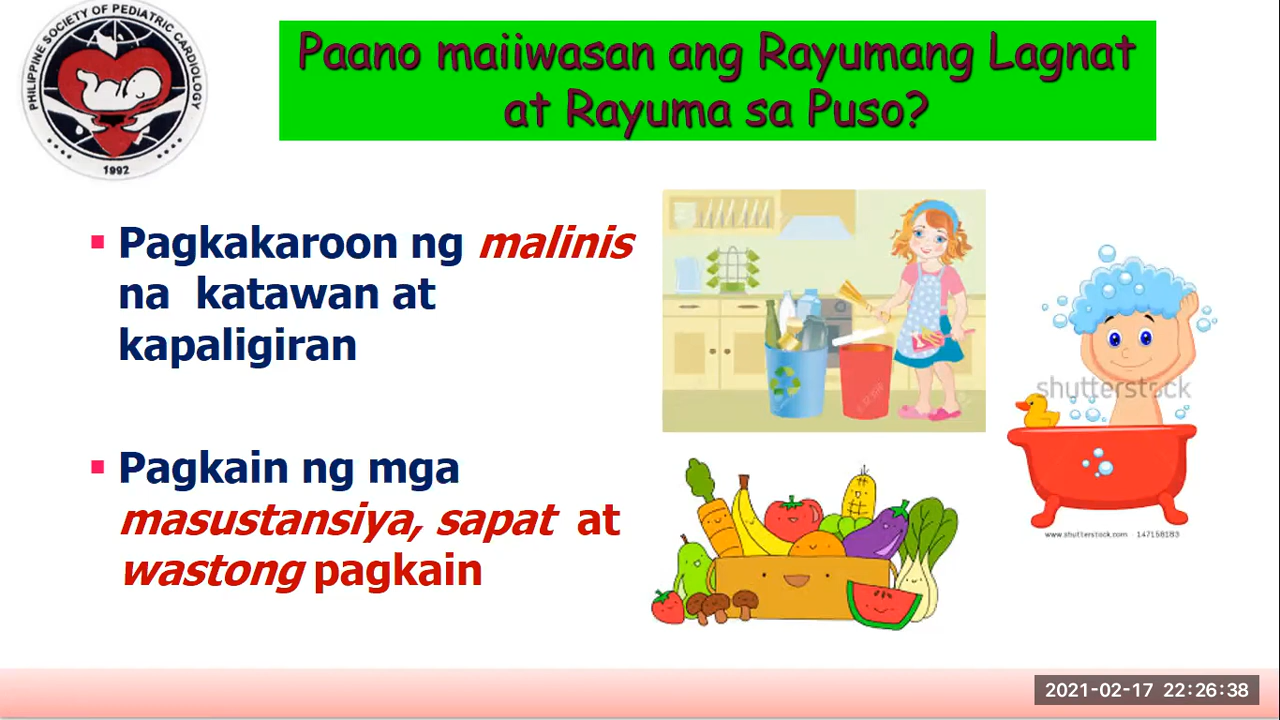 PHILIPPINE SOCIETY OF PEDIATRIC CARDIOLOGY
1992
Paano maiiwasan ang Rayumang Lagnat
at Rayuma sa Puso?
Pagkakaroon ng malinis
na katawan at
kapaligiran
Pagkain ng mga
masustansiya, sapat at
wastong pagkain
shutterstock
www.shutterstock.com · 147158183
2021-02-17 22:26:38